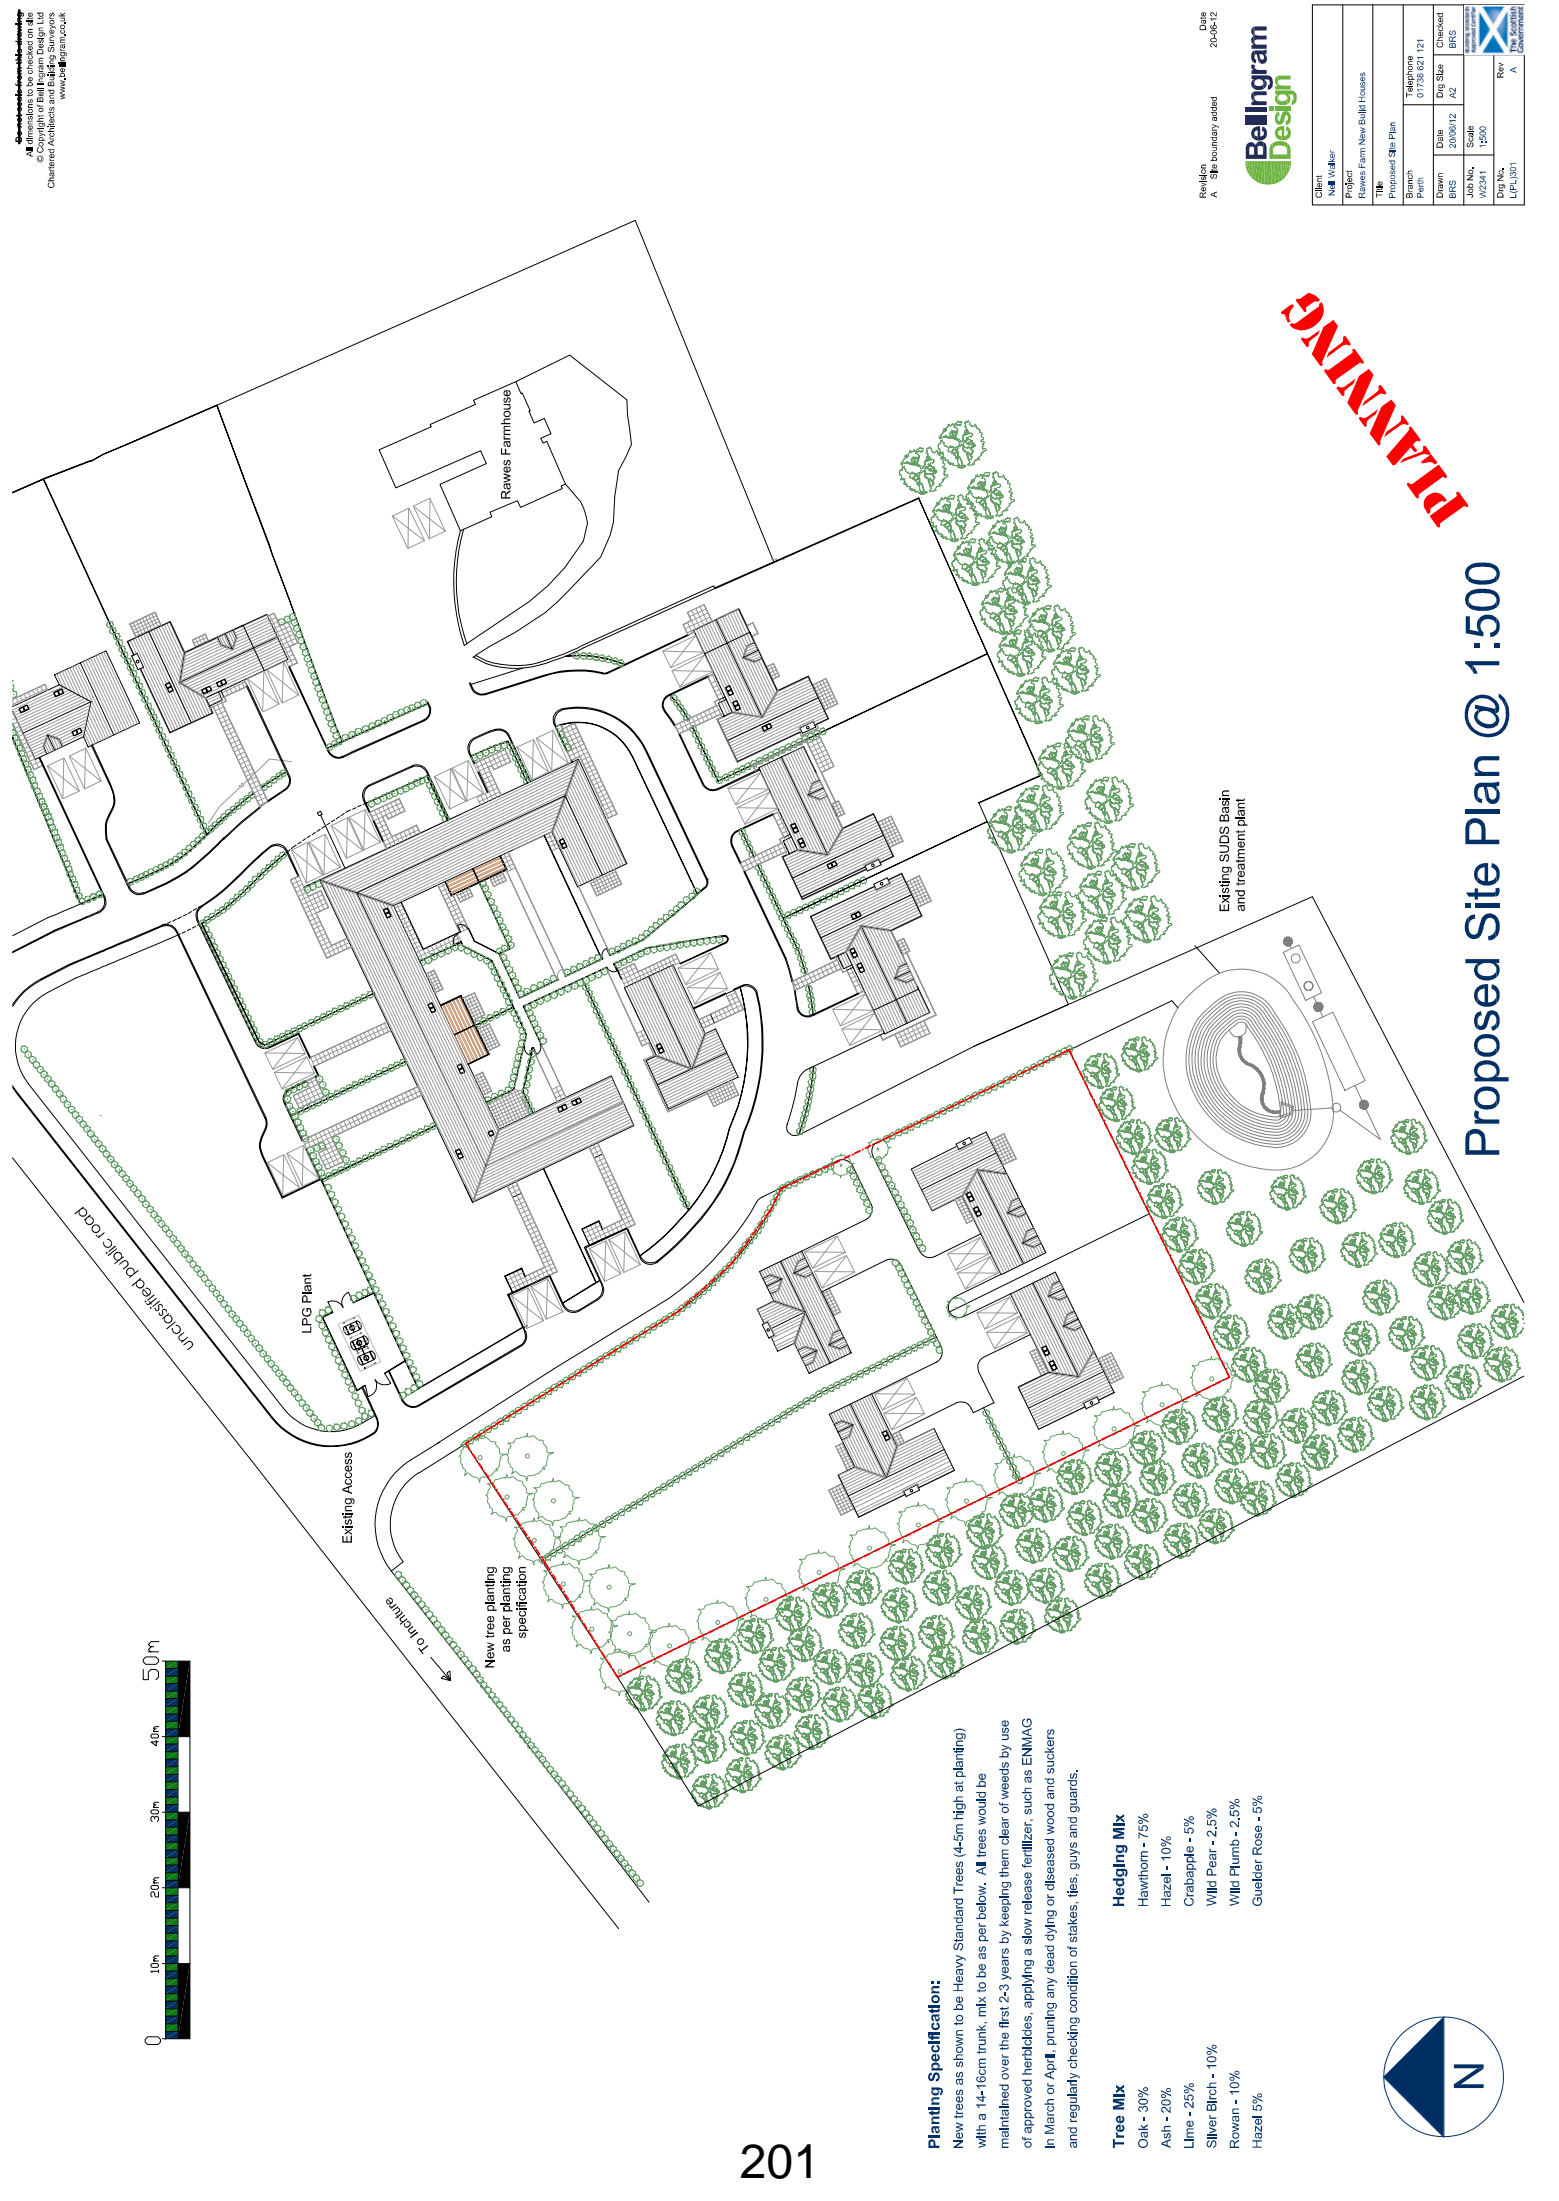 Do not scale from this drawing
All dimensions to be checked on site
© Copyright of Bell Ingram Design Ltd
Chartered Architects and Building Surveyors
www.bellingram.co.uk
Revision
Date
A Site boundary added
20-06-12
Bell Ingram
Design
Client
Neil Walker
Project
Rawes Farm New Build Houses
Title
Proposed Site Plan
Branch
Perth
Telephone
01738 621 121
Drawn
BRS
Date
20/06/12
Drg Size
A2
Checked
BRS
Job No.
W2341
Scale
1:500
Drg No.
L(PL)301
Rev
A
Building Standards
Approved Certifier
The Scottish
Government
PLANNING
Proposed Site Plan @ 1:500
Rawes Farmhouse
Existing SUDS Basin
and treatment plant
unclassified public road
LPG Plant
Existing Access
To Inchture
New tree planting
as per planting
specification
0
10m
20m
30m
40m
50m
Planting Specification:
New trees as shown to be Heavy Standard Trees (4-5m high at planting)
with a 14-16cm trunk, mix to be as per below. All trees would be
maintained over the first 2-3 years by keeping them clear of weeds by use
of approved herbicides, applying a slow release fertilizer, such as ENMAG
in March or April, pruning any dead dying or diseased wood and suckers
and regularly checking condition of stakes, ties, guys and guards.
Tree Mix
Oak - 30%
Ash - 20%
Lime - 25%
Silver Birch - 10%
Rowan - 10%
Hazel 5%
Hedging Mix
Hawthorn - 75%
Hazel - 10%
Crabapple - 5%
Wild Pear - 2.5%
Wild Plumb - 2.5%
Guelder Rose - 5%
N
201